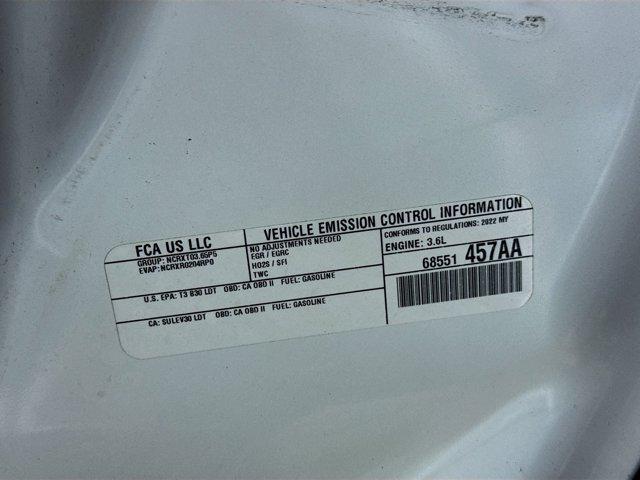 FCA US LLC
GROUP: NCRXT03.65P5
EVAP: NCRXR0204RP0
VEHICLE EMISSION CONTROL INFORMATION
NO ADJUSTMENTS NEEDED
EGR / EGRC
HO2S / SFI
TWC
CONFORMS TO REGULATIONS: 2022 MY
ENGINE: 3.6L
68551 457AA
U.S. EPA: T3 B30 LDT OBD: CA OBD II FUEL: GASOLINE
CA: SULEV30 LDT OBD: CA OBD II FUEL: GASOLINE